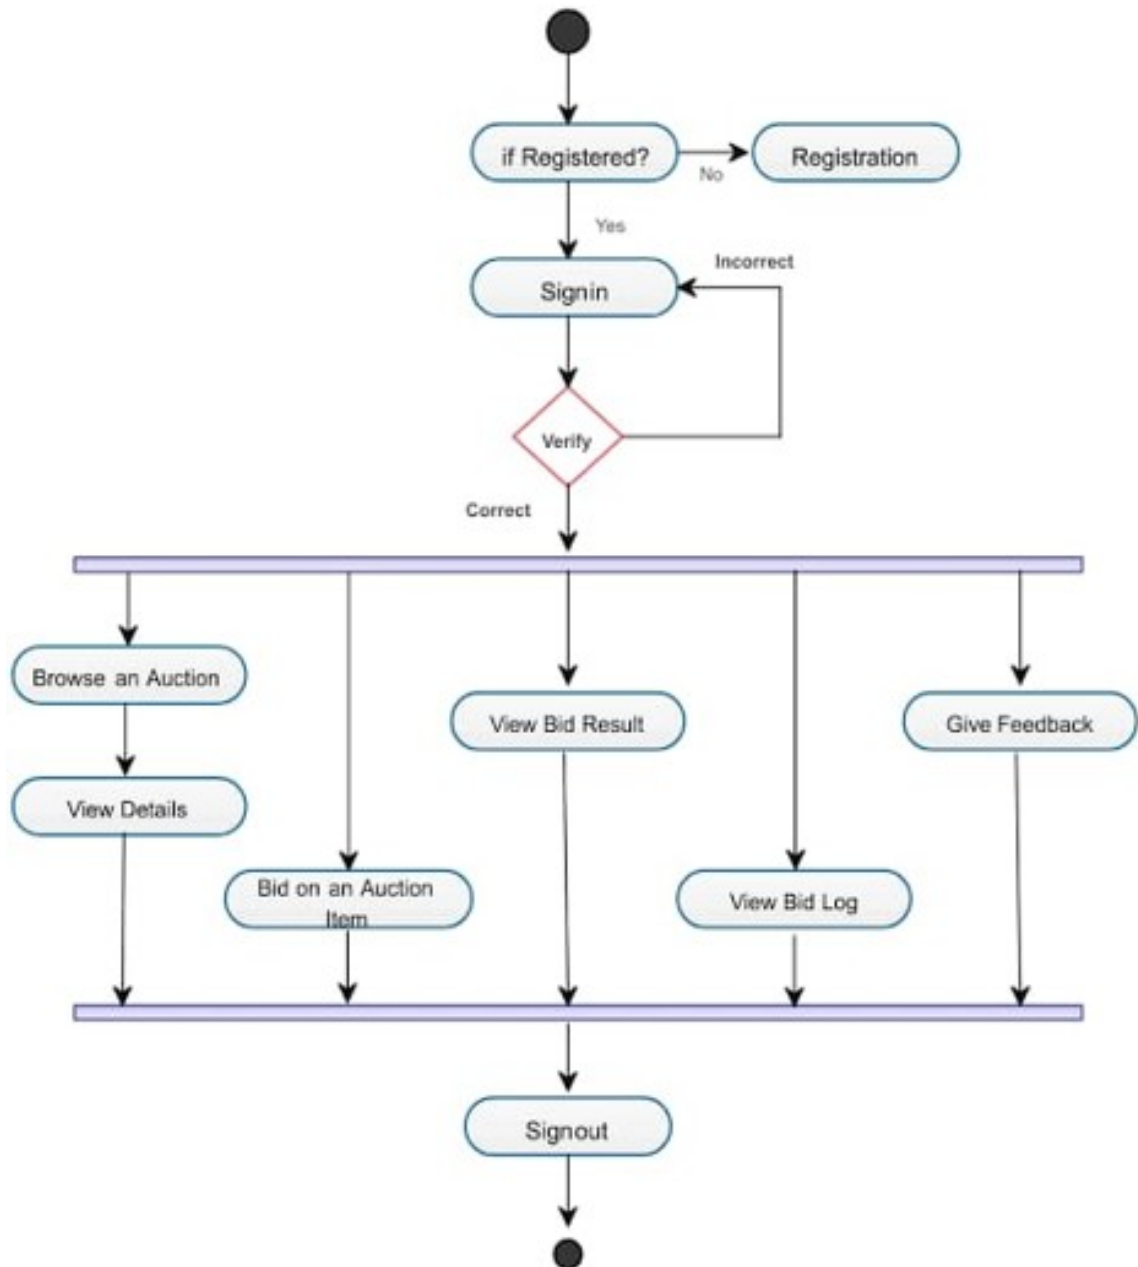 if Registered?
Registration
No
Yes
Incorrect
Signin
Verify
Correct
Browse an Auction
View Bid Result
Give Feedback
View Details
Bid on an Auction
Item
View Bid Log
Signout